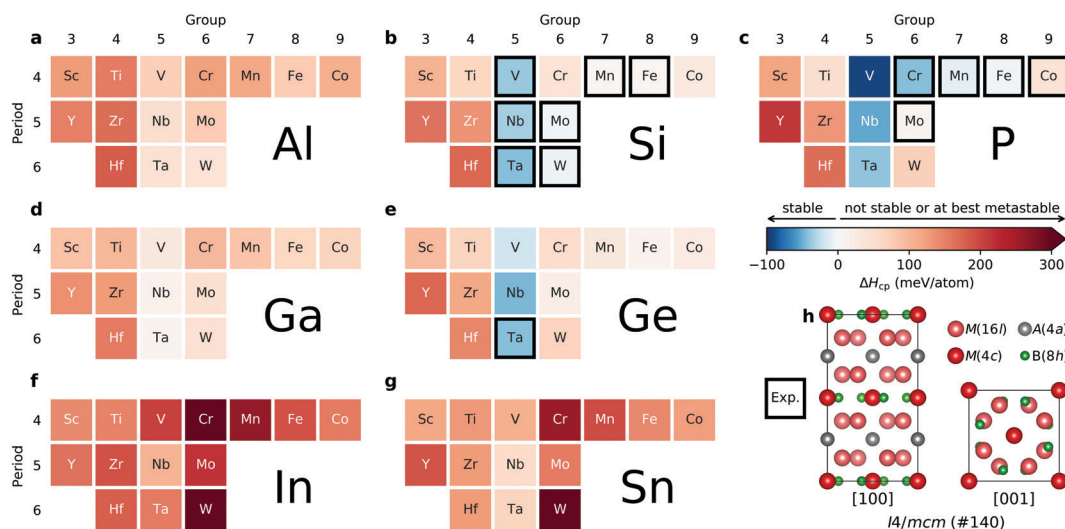 Group
Group
Group
a
3 4 5 6 7 8 9
b
3 4 5 6 7 8 9
c
3 4 5 6 7 8 9
Period
4
Sc Ti V Cr Mn Fe Co
5
Y Zr Nb Mo
6
Hf Ta W
Al
Sc Ti V Cr Mn Fe Co
Y Zr Nb Mo
Hf Ta W
Si
Sc Ti V Cr Mn Fe Co
Y Zr Nb Mo
Hf Ta W
P
d
Period
4
Sc Ti V Cr Mn Fe Co
5
Y Zr Nb Mo
6
Hf Ta W
Ga
e
Sc Ti V Cr Mn Fe Co
Y Zr Nb Mo
Hf Ta W
Ge
stable
not stable or at best metastable
−100 0 100 200 300
ΔHcp (meV/atom)
f
Period
4
Sc Ti V Cr Mn Fe Co
5
Y Zr Nb Mo
6
Hf Ta W
In
g
Sc Ti V Cr Mn Fe Co
Y Zr Nb Mo
Hf Ta W
Sn
h
M(16l) A(4a)
M(4c) B(8h)
Exp.
[100]
[001]
I4/mcm (#140)